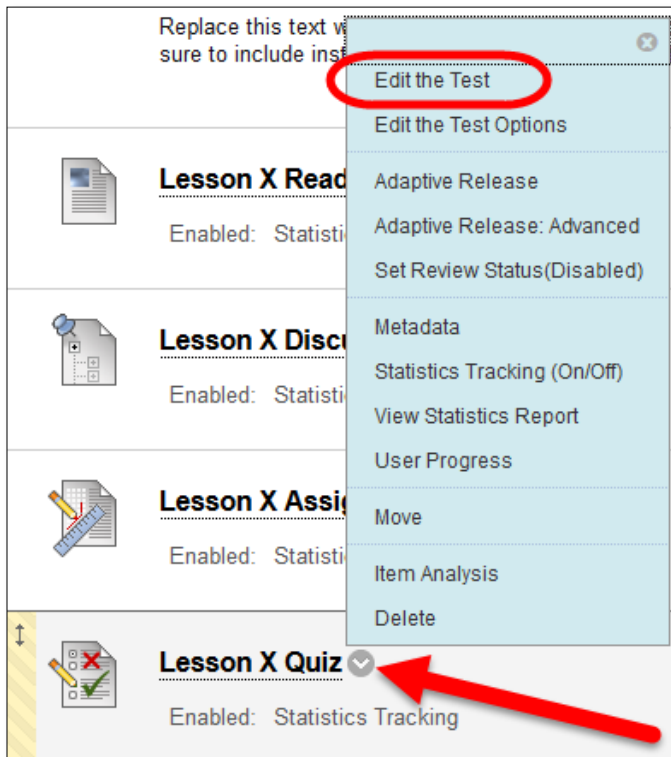 Replace this text w
sure to include inst
Edit the Test
Edit the Test Options
Adaptive Release
Adaptive Release: Advanced
Set Review Status(Disabled)
Metadata
Statistics Tracking (On/Off)
View Statistics Report
User Progress
Move
Item Analysis
Delete
Lesson X Read
Enabled: Statisti
Lesson X Discu
Enabled: Statisti
Lesson X Assig
Enabled: Statisti
Lesson X Quiz
Enabled: Statistics Tracking